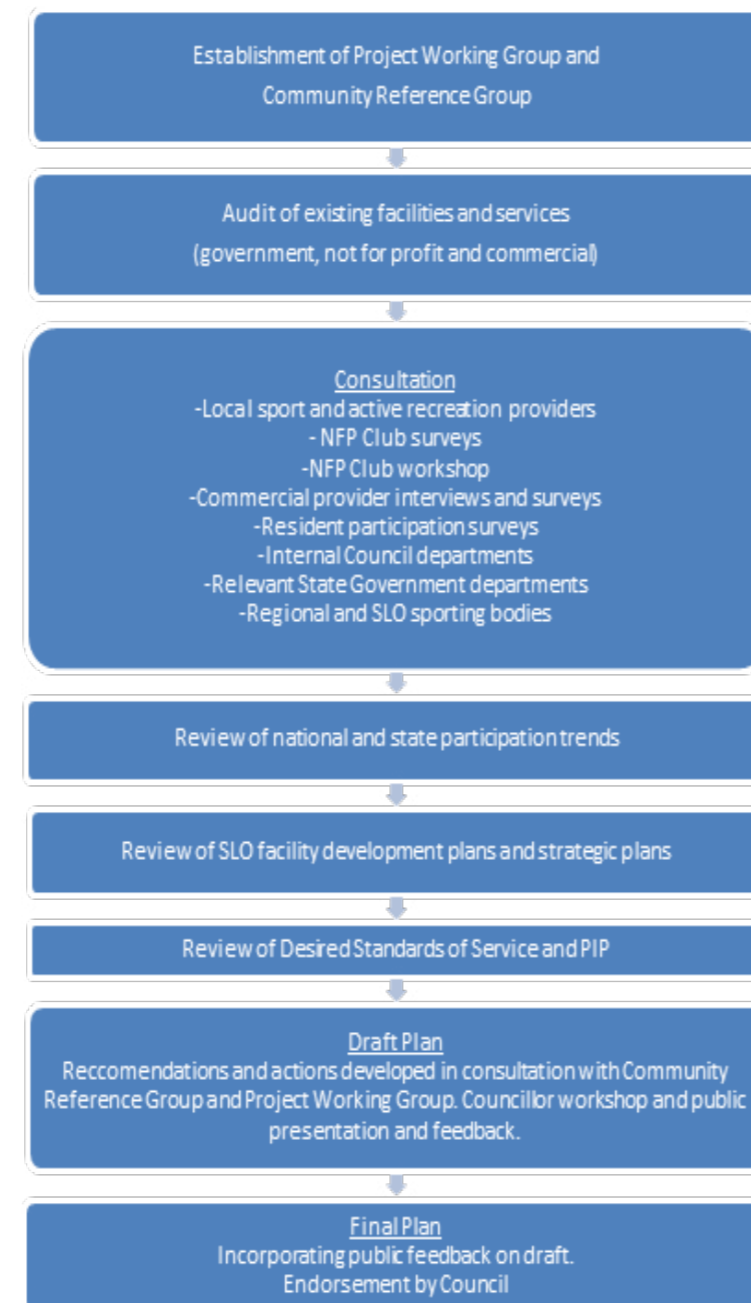 Establishment of Project Working Group and
Community Reference Group
Audit of existing facilities and services
(government, not for profit and commercial)
Consultation
-Local sport and active recreation providers
- NFP Club surveys
-NFP Club workshop
-Commercial provider interviews and surveys
-Resident participation surveys
-Internal Council departments
-Relevant State Government departments
-Regional and SLO sporting bodies
Review of national and state participation trends
Review of SLO facility development plans and strategic plans
Review of Desired Standards of Service and PIP
Draft Plan
Reccomendations and actions developed in consultation with Community
Reference Group and Project Working Group. Councillor workshop and public
presentation and feedback.
Final Plan
Incorporating public feedback on draft.
Endorsement by Council